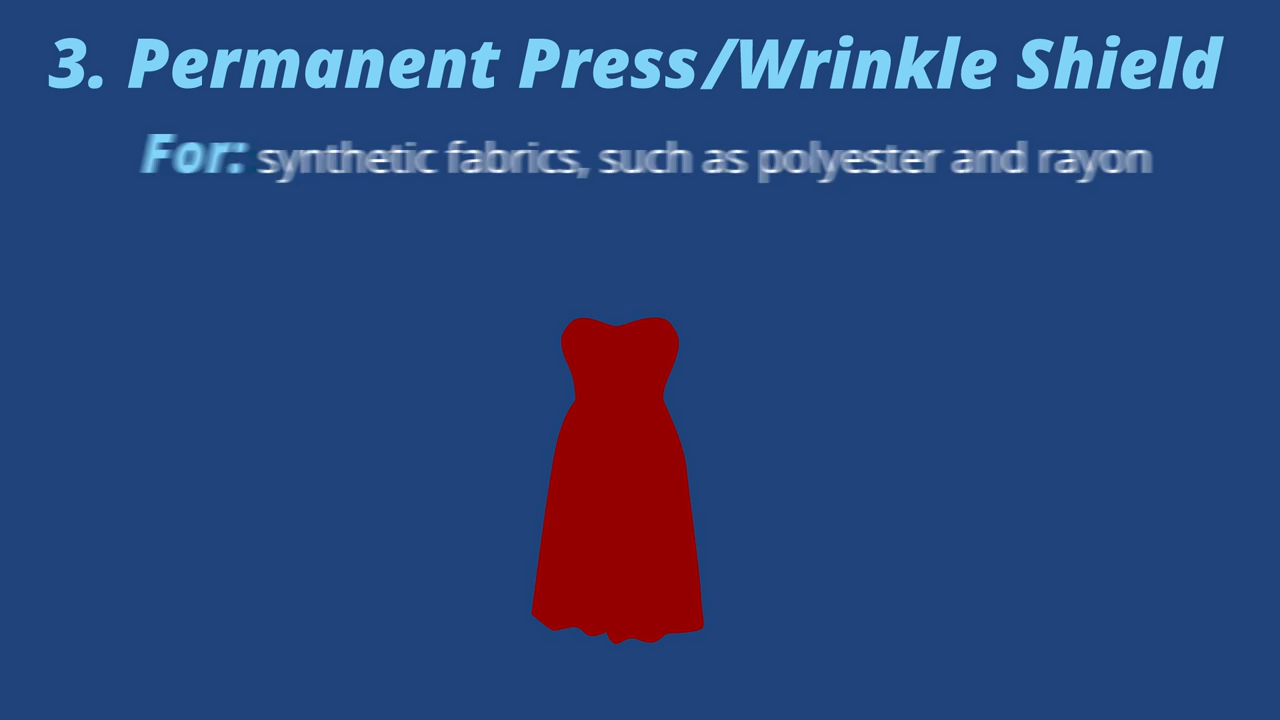 3. Permanent Press/Wrinkle Shield
For: synthetic fabrics, such as polyester and rayon